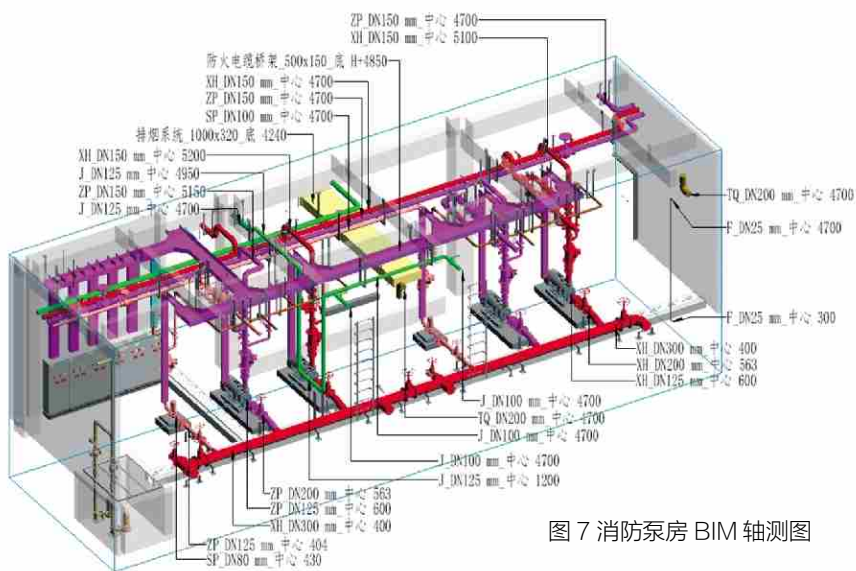 ZP_DN150 mm_中心 4700
XH_DN150 mm_中心 5100
防火电缆桥架_500x150_底 H+4850
XH_DN150 mm_中心 4700
ZP_DN150 mm_中心 4700
SP_DN100 mm_中心 4700
排烟系统_1000x320_底 4240
XH_DN150 mm_中心 5200
J_DN125 mm_中心 4950
ZP_DN150 mm_中心 5150
J_DN125 mm_中心 4700
TQ_DN200 mm_中心 4700
F_DN25 mm_中心 4700
F_DN25 mm_中心 300
XH_DN300 mm_中心 400
XH_DN200 mm_中心 563
XH_DN125 mm_中心 600
J_DN100 mm_中心 4700
TQ_DN200 mm_中心 4700
J_DN100 mm_中心 4700
J_DN100 mm_中心 4700
J_DN125 mm_中心 1200
ZP_DN200 mm_中心 563
ZP_DN125 mm_中心 600
XH_DN300 mm_中心 400
ZP_DN125 mm_中心 404
SP_DN80 mm_中心 430
图 7 消防泵房 BIM 轴测图